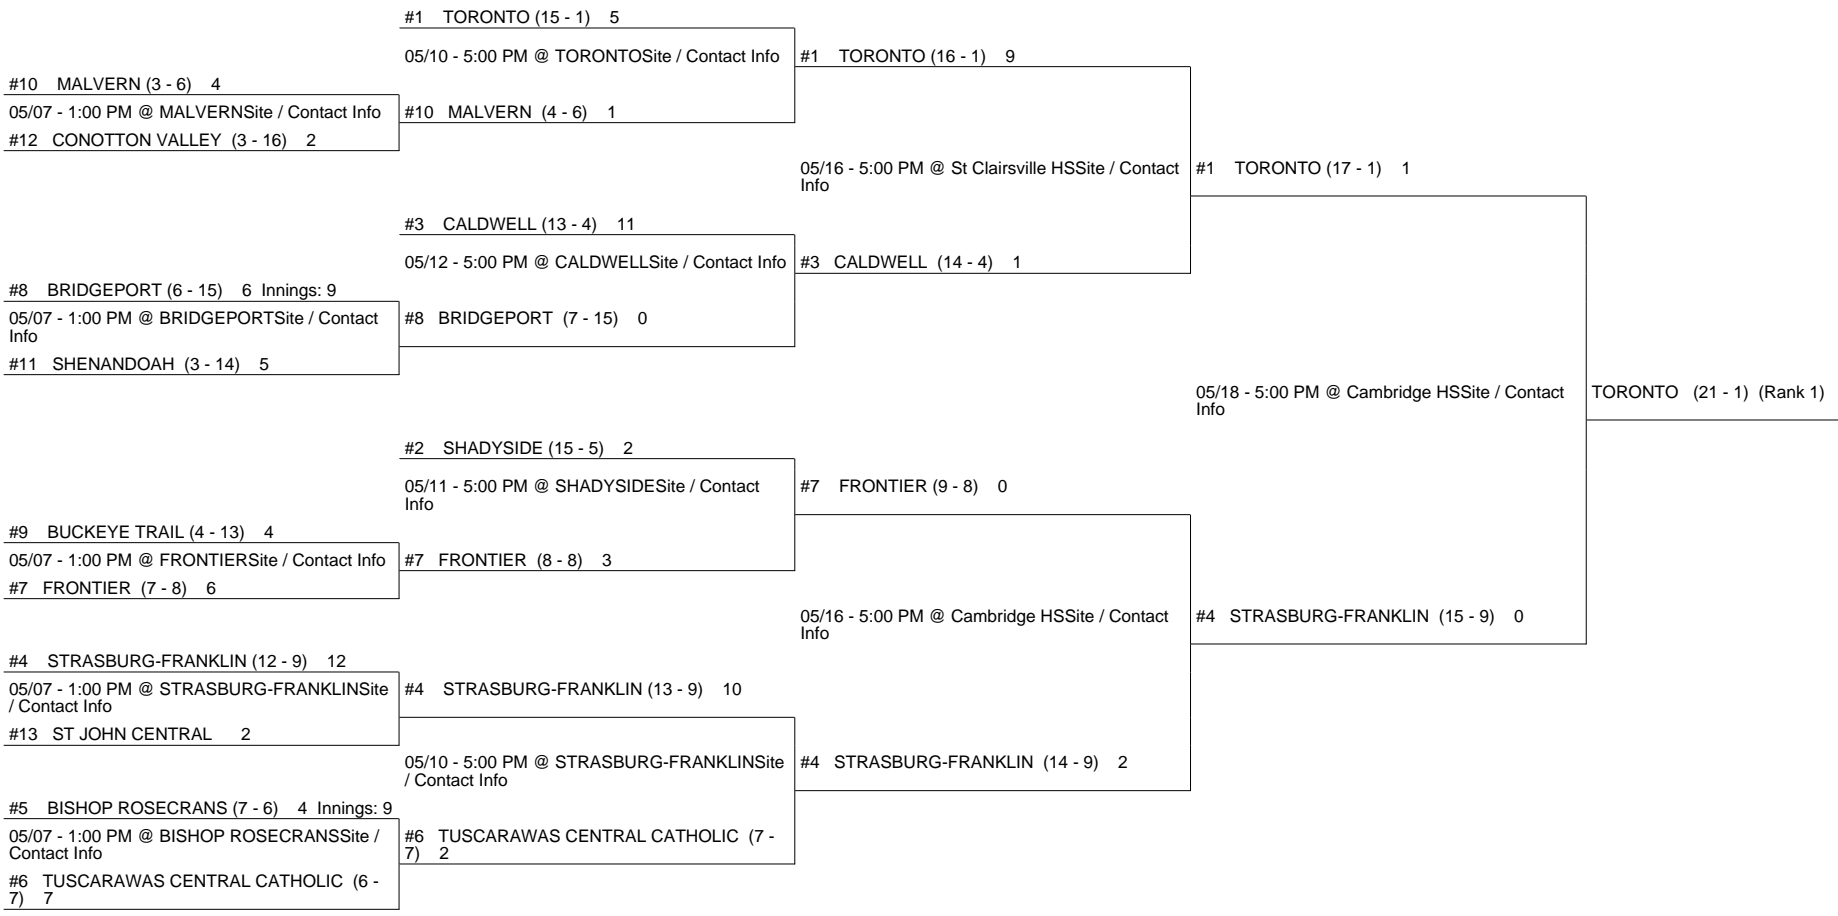 #1 TORONTO (15 - 1) 5
05/10 - 5:00 PM @ TORONTOSite / Contact Info
#1 TORONTO (16 - 1) 9
#10 MALVERN (3 - 6) 4
05/07 - 1:00 PM @ MALVERNSite / Contact Info
#10 MALVERN (4 - 6) 1
#12 CONOTTON VALLEY (3 - 16) 2
05/16 - 5:00 PM @ St Clairsville HSSite / Contact
Info
#1 TORONTO (17 - 1) 1
#3 CALDWELL (13 - 4) 11
05/12 - 5:00 PM @ CALDWELLSite / Contact Info
#3 CALDWELL (14 - 4) 1
#8 BRIDGEPORT (6 - 15) 6 Innings: 9
05/07 - 1:00 PM @ BRIDGEPORTSite / Contact
Info
#8 BRIDGEPORT (7 - 15) 0
#11 SHENANDOAH (3 - 14) 5
05/18 - 5:00 PM @ Cambridge HSSite / Contact
Info
TORONTO (21 - 1) (Rank 1)
#2 SHADYSIDE (15 - 5) 2
05/11 - 5:00 PM @ SHADYSIDESite / Contact
Info
#7 FRONTIER (9 - 8) 0
#9 BUCKEYE TRAIL (4 - 13) 4
05/07 - 1:00 PM @ FRONTIERSite / Contact Info
#7 FRONTIER (8 - 8) 3
#7 FRONTIER (7 - 8) 6
05/16 - 5:00 PM @ Cambridge HSSite / Contact
Info
#4 STRASBURG-FRANKLIN (15 - 9) 0
#4 STRASBURG-FRANKLIN (12 - 9) 12
05/07 - 1:00 PM @ STRASBURG-FRANKLINSite
/ Contact Info
#4 STRASBURG-FRANKLIN (13 - 9) 10
#13 ST JOHN CENTRAL 2
05/10 - 5:00 PM @ STRASBURG-FRANKLINSite
/ Contact Info
#4 STRASBURG-FRANKLIN (14 - 9) 2
#5 BISHOP ROSECRANS (7 - 6) 4 Innings: 9
05/07 - 1:00 PM @ BISHOP ROSECRANSSite /
Contact Info
#6 TUSCARAWAS CENTRAL CATHOLIC (7 -
7) 2
#6 TUSCARAWAS CENTRAL CATHOLIC (6 -
7) 7